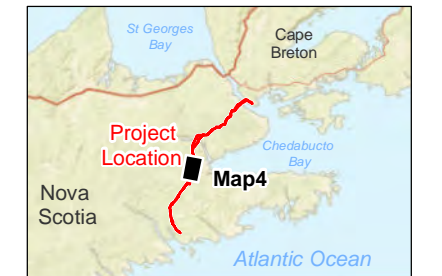 St Georges
Bay
Cape
Breton
Project
Location
Chedabucto
Bay
Map4
Nova
Scotia
Atlantic Ocean